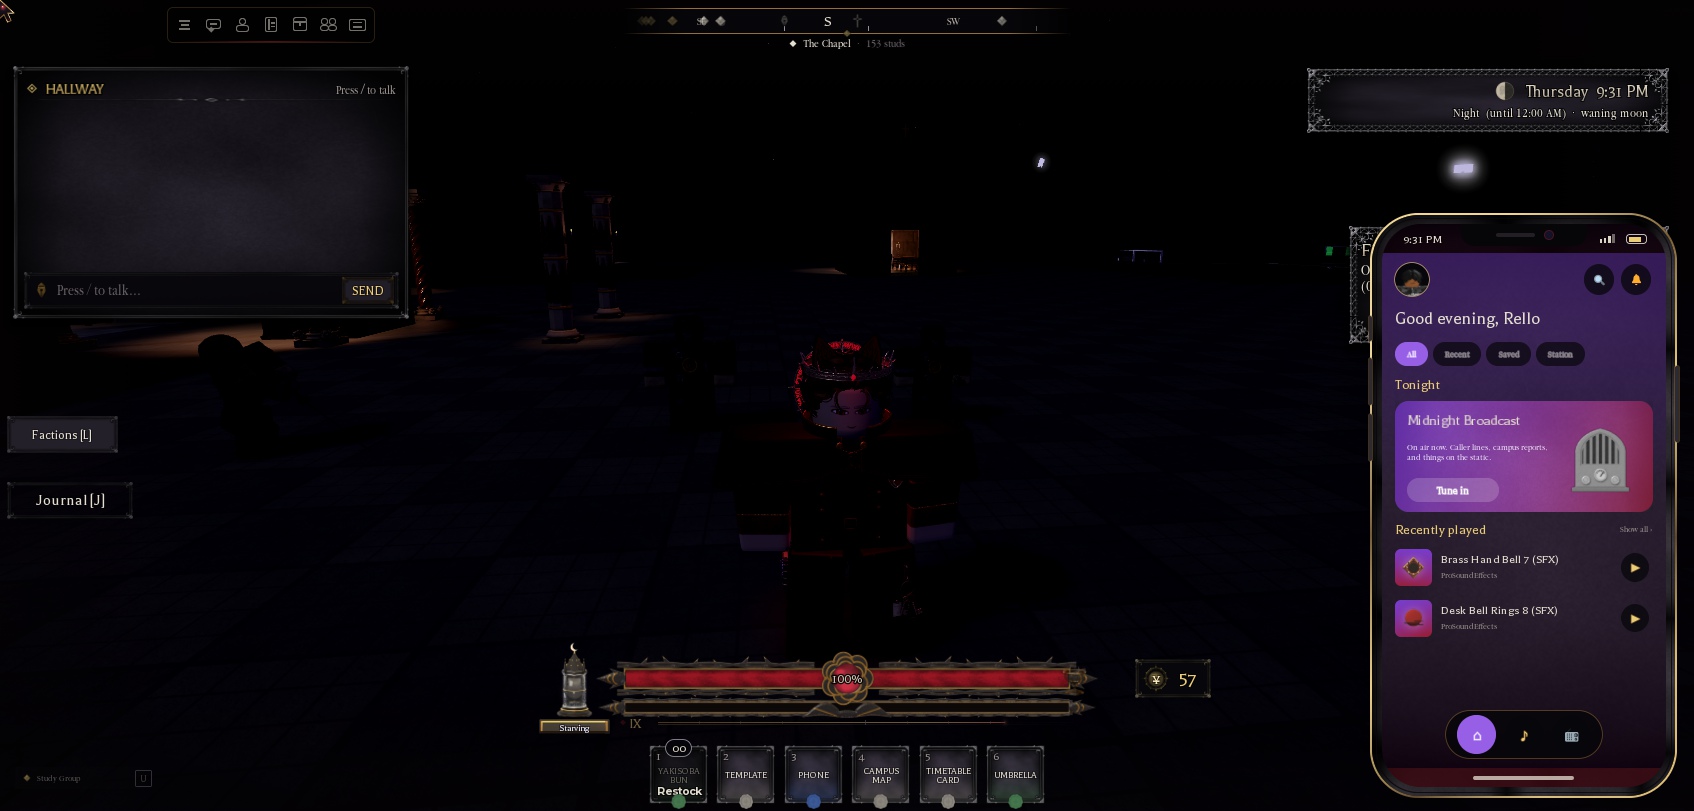 S
SW
The Chapel · 153 studs
HALLWAY
Press / to talk
Press / to talk...
SEND
Thursday 9:31 PM
Night (until 12:00 AM) · waning moon
Factions [L]
Journal [J]
9:31 PM
Good evening, Rello
All
Recent
Saved
Station
Tonight
Midnight Broadcast
On air now. Caller lines, campus reports,
and things on the static.
Tune in
Recently played
Show all ›
Brass Hand Bell 7 (SFX)
ProSoundEffects
Desk Bell Rings 8 (SFX)
ProSoundEffects
100%
¥ 57
Starving
IX
1
YAKISOBA
BUN
Restock
2
TEMPLATE
3
PHONE
4
CAMPUS
MAP
5
TIMETABLE
CARD
6
UMBRELLA
Study Group
U